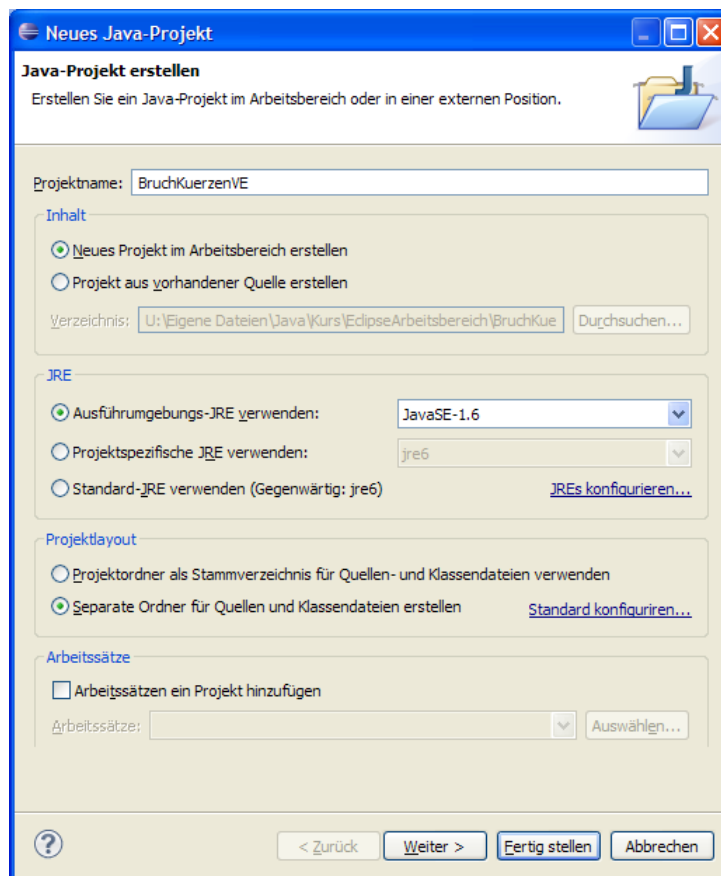 Neues Java-Projekt
Java-Projekt erstellen
Erstellen Sie ein Java-Projekt im Arbeitsbereich oder in einer externen Position.
Projektname: BruchKuerzenVE
Inhalt
Neues Projekt im Arbeitsbereich erstellen
Projekt aus vorhandener Quelle erstellen
Verzeichnis: U:\Eigene Dateien\Java\Kurs\EclipseArbeitsbereich\BruchKue Durchsuchen...
JRE
Ausführumgebungs-JRE verwenden: JavaSE-1.6
Projektspezifische JRE verwenden: jre6
Standard-JRE verwenden (Gegenwärtig: jre6) JREs konfigurieren...
Projektlayout
Projektordner als Stammverzeichnis für Quellen- und Klassendateien verwenden
Separate Ordner für Quellen und Klassendateien erstellen Standard konfiguriren...
Arbeitssätze
Arbeitssätzen ein Projekt hinzufügen
Arbeitssätze: Auswählen...
? < Zurück Weiter > Fertig stellen Abbrechen